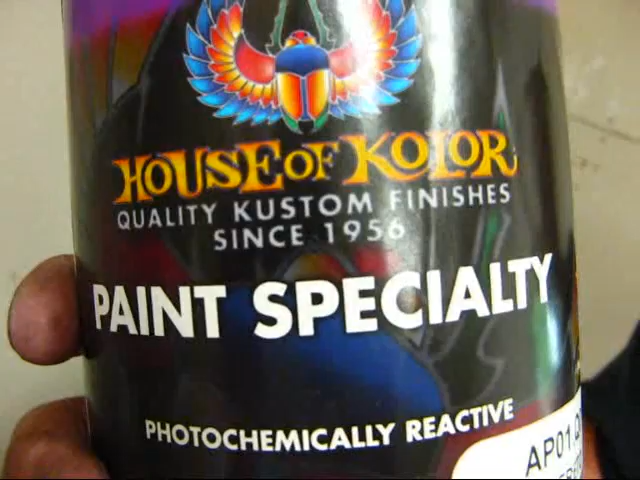 HOUSE OF KOLOR
QUALITY KUSTOM FINISHES
SINCE 1956
PAINT SPECIALTY
PHOTOCHEMICALLY REACTIVE